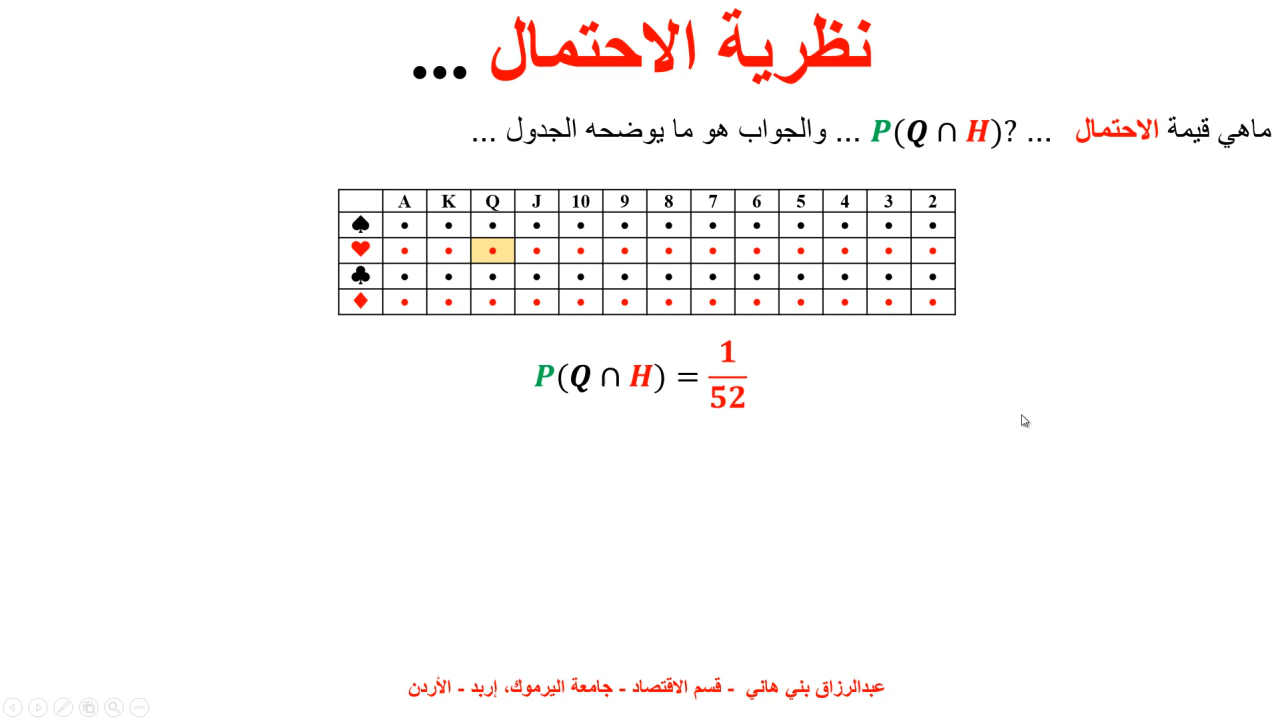 نظرية الاحتمال ...
ماهي قيمة الاحتمال ... ?P(Q ∩ H) ... والجواب هو ما يوضحه الجدول ...
A K Q J 10 9 8 7 6 5 4 3 2
♠ • • • • • • • • • • • • •
♥ • • • • • • • • • • • • •
♣ • • • • • • • • • • • • •
♦ • • • • • • • • • • • • •
P(Q ∩ H) = 1/52
عبدالرزاق بني هاني - قسم الاقتصاد - جامعة اليرموك، إربد - الأردن